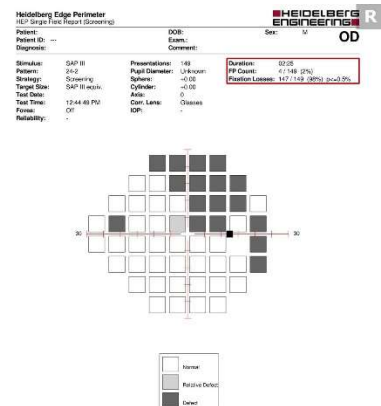 Heidelberg Edge Perimeter
HEP Single Field Report (Screening)
HEIDELBERG
ENGINEERING
R
Patient: DOB: Sex: M
OD
Patient ID: --- Exam.:
Diagnosis: Comment:
Stimulus: SAP III Presentations: 149 Duration: 02:28
Pattern: 24-2 Pupil Diameter: Unknown FP Count: 4 / 149 (2%)
Strategy: Screening Sphere: +0.00 Fixation Losses: 147 / 149 (98%) p<=0.5%
Target Size: SAP III equiv. Cylinder: -0.00
Test Date: Axis: 0
Test Time: 12:44:49 PM Corr. Lens: Glasses
Fovea: Off IOP: -
Reliability: -
30 30
Normal
Relative Defect
Defect